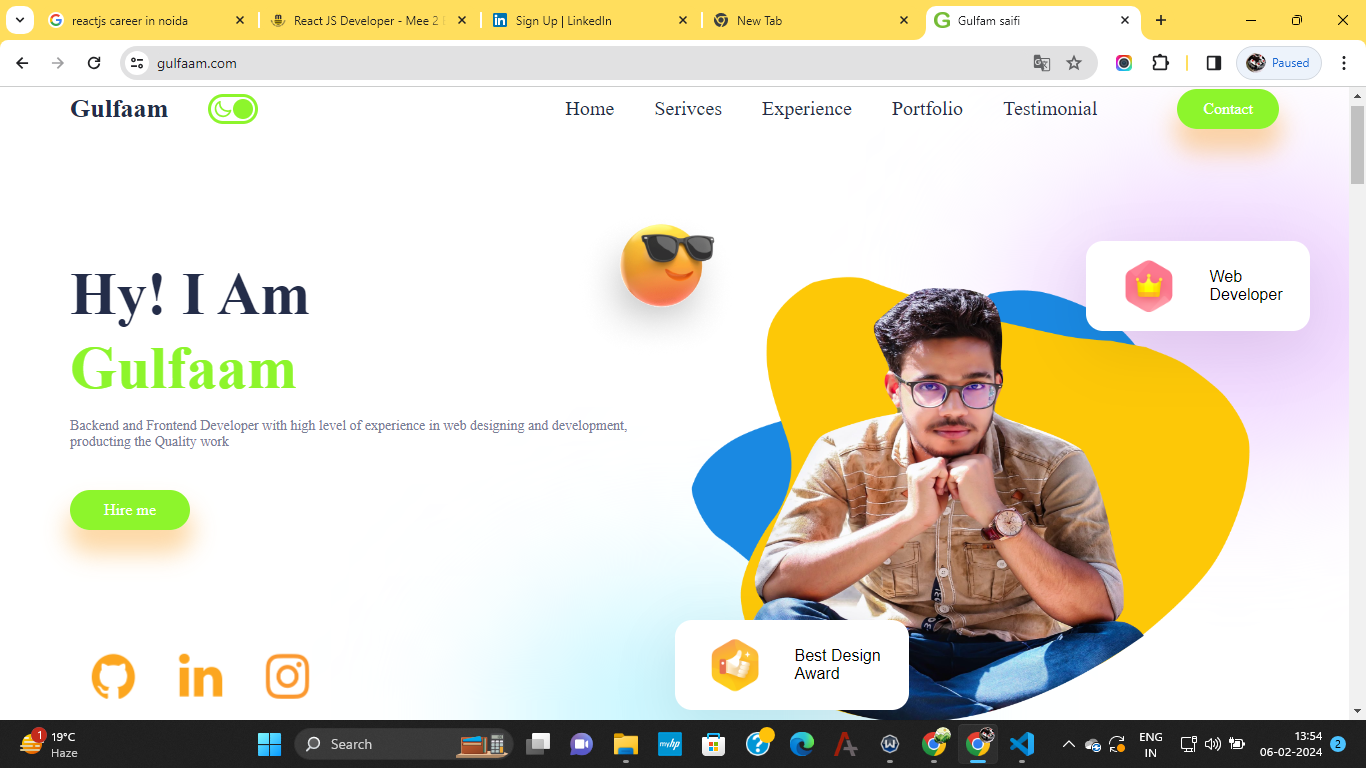 reactjs career in noida
React JS Developer - Mee 2
Sign Up | LinkedIn
New Tab
Gulfam saifi
gulfaam.com
Paused
Gulfaam
Home
Serivces
Experience
Portfolio
Testimonial
Contact
Web
Developer
Hy! I Am
Gulfaam
Backend and Frontend Developer with high level of experience in web designing and development,
producting the Quality work
Hire me
Best Design
Award
1
19°C
Haze
Search
myhp
ENG
IN
13:54
06-02-2024
2